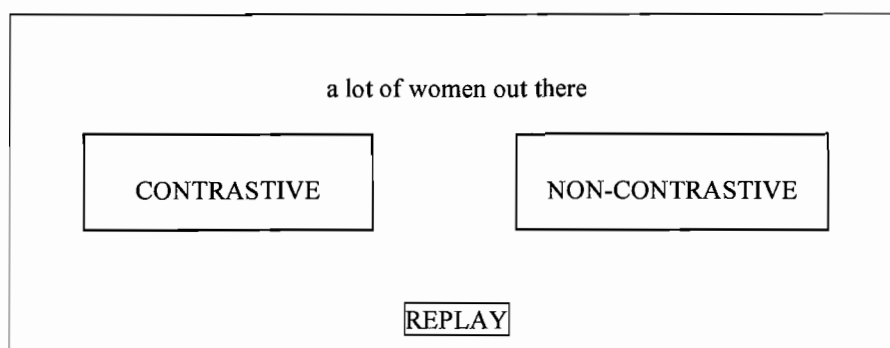 a lot of women out there
CONTRASTIVE NON-CONTRASTIVE
REPLAY